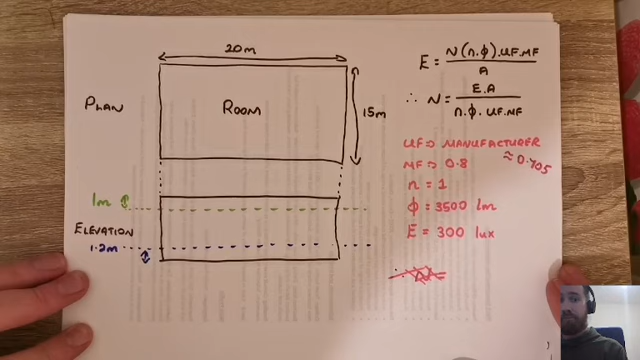 20m
PLAN
ROOM
15m
1m
ELEVATION
1.2m
E = N(n.φ).UF.MF / A
∴ N = E.A / n.φ.UF.MF
UF => MANUFACTURER
≈ 0.705
MF => 0.8
n = 1
φ = 3500 lm
E = 300 lux